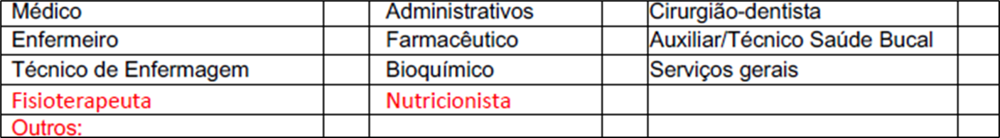 Médico Administrativos Cirurgião-dentista
Enfermeiro Farmacêutico Auxiliar/Técnico Saúde Bucal
Técnico de Enfermagem Bioquímico Serviços gerais
Fisioterapeuta Nutricionista
Outros: